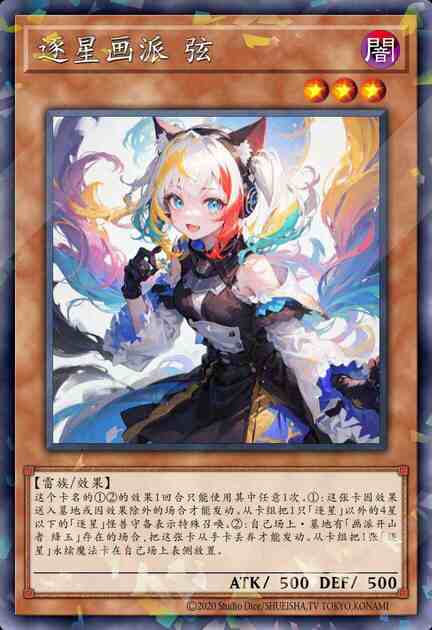 逐星画派 弦
闇
【雷族/效果】
这个卡名的①②的效果1回合只能使用其中任意1次。①:这张卡因效果
送入墓地或因效果除外的场合才能发动。从卡组把1只「逐星」以外的4星
以下的「逐星」怪兽守备表示特殊召唤。②:自己场上·墓地有「画派开山
者 绛五」存在的场合,把这张卡从手卡丢弃才能发动。从卡组把1张「逐
星」永续魔法卡在自己场上表侧放置。
ATK/ 500 DEF/ 500
©2020 Studio Dice/SHUEISHA,TV TOKYO,KONAMI